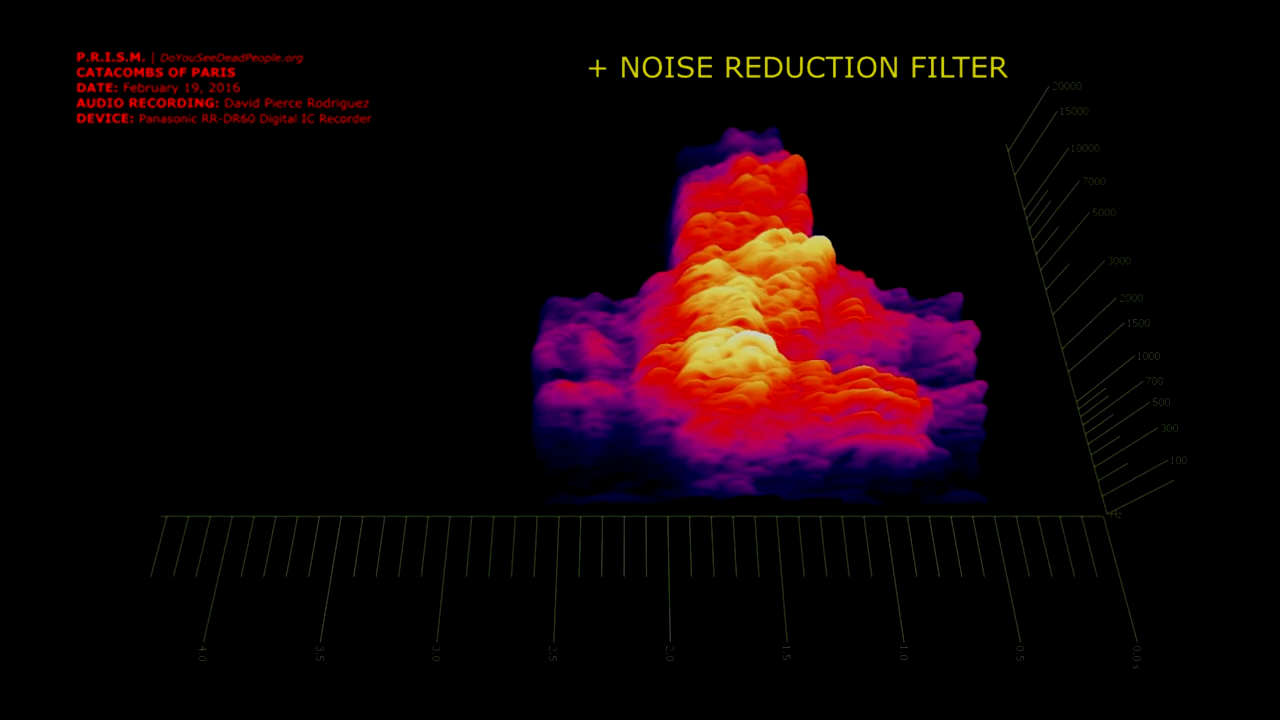 P.R.I.S.M. | DoYouSeeDeadPeople.org
CATACOMBS OF PARIS
DATE: February 19, 2016
AUDIO RECORDING: David Pierce Rodriguez
DEVICE: Panasonic RR-DR60 Digital IC Recorder
+ NOISE REDUCTION FILTER
20000
15000
10000
7000
5000
3000
2000
1500
1000
700
500
300
100
Hz
4.0
3.5
3.0
2.5
2.0
1.5
1.0
0.5
0.0 s